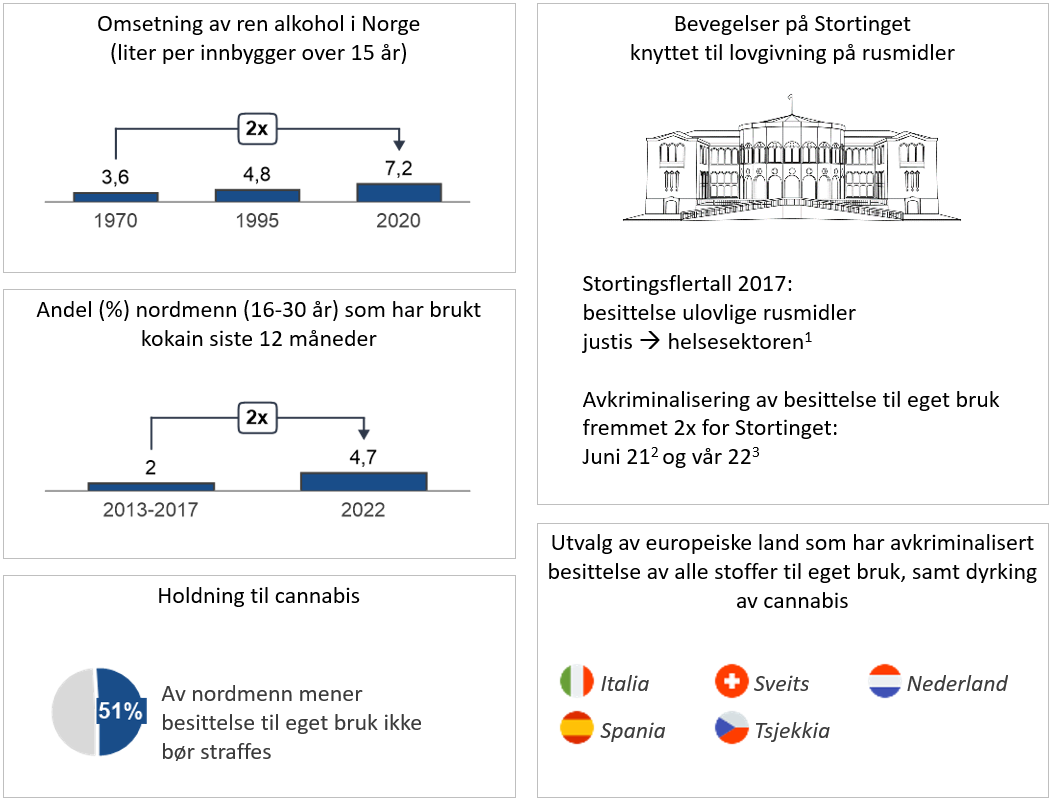 Omsetning av ren alkohol i Norge
(liter per innbygger over 15 år)
2x
3,6
4,8
7,2
1970
1995
2020
Andel (%) nordmenn (16-30 år) som har brukt
kokain siste 12 måneder
2x
2
4,7
2013-2017
2022
Holdning til cannabis
51%
Av nordmenn mener
besittelse til eget bruk ikke
bør straffes
Bevegelser på Stortinget
knyttet til lovgivning på rusmidler
Stortingsflertall 2017:
besittelse ulovlige rusmidler
justis → helsesektoren¹
Avkriminalisering av besittelse til eget bruk
fremmet 2x for Stortinget:
Juni 21² og vår 22³
Utvalg av europeiske land som har avkriminalisert
besittelse av alle stoffer til eget bruk, samt dyrking
av cannabis
Italia
Sveits
Nederland
Spania
Tsjekkia